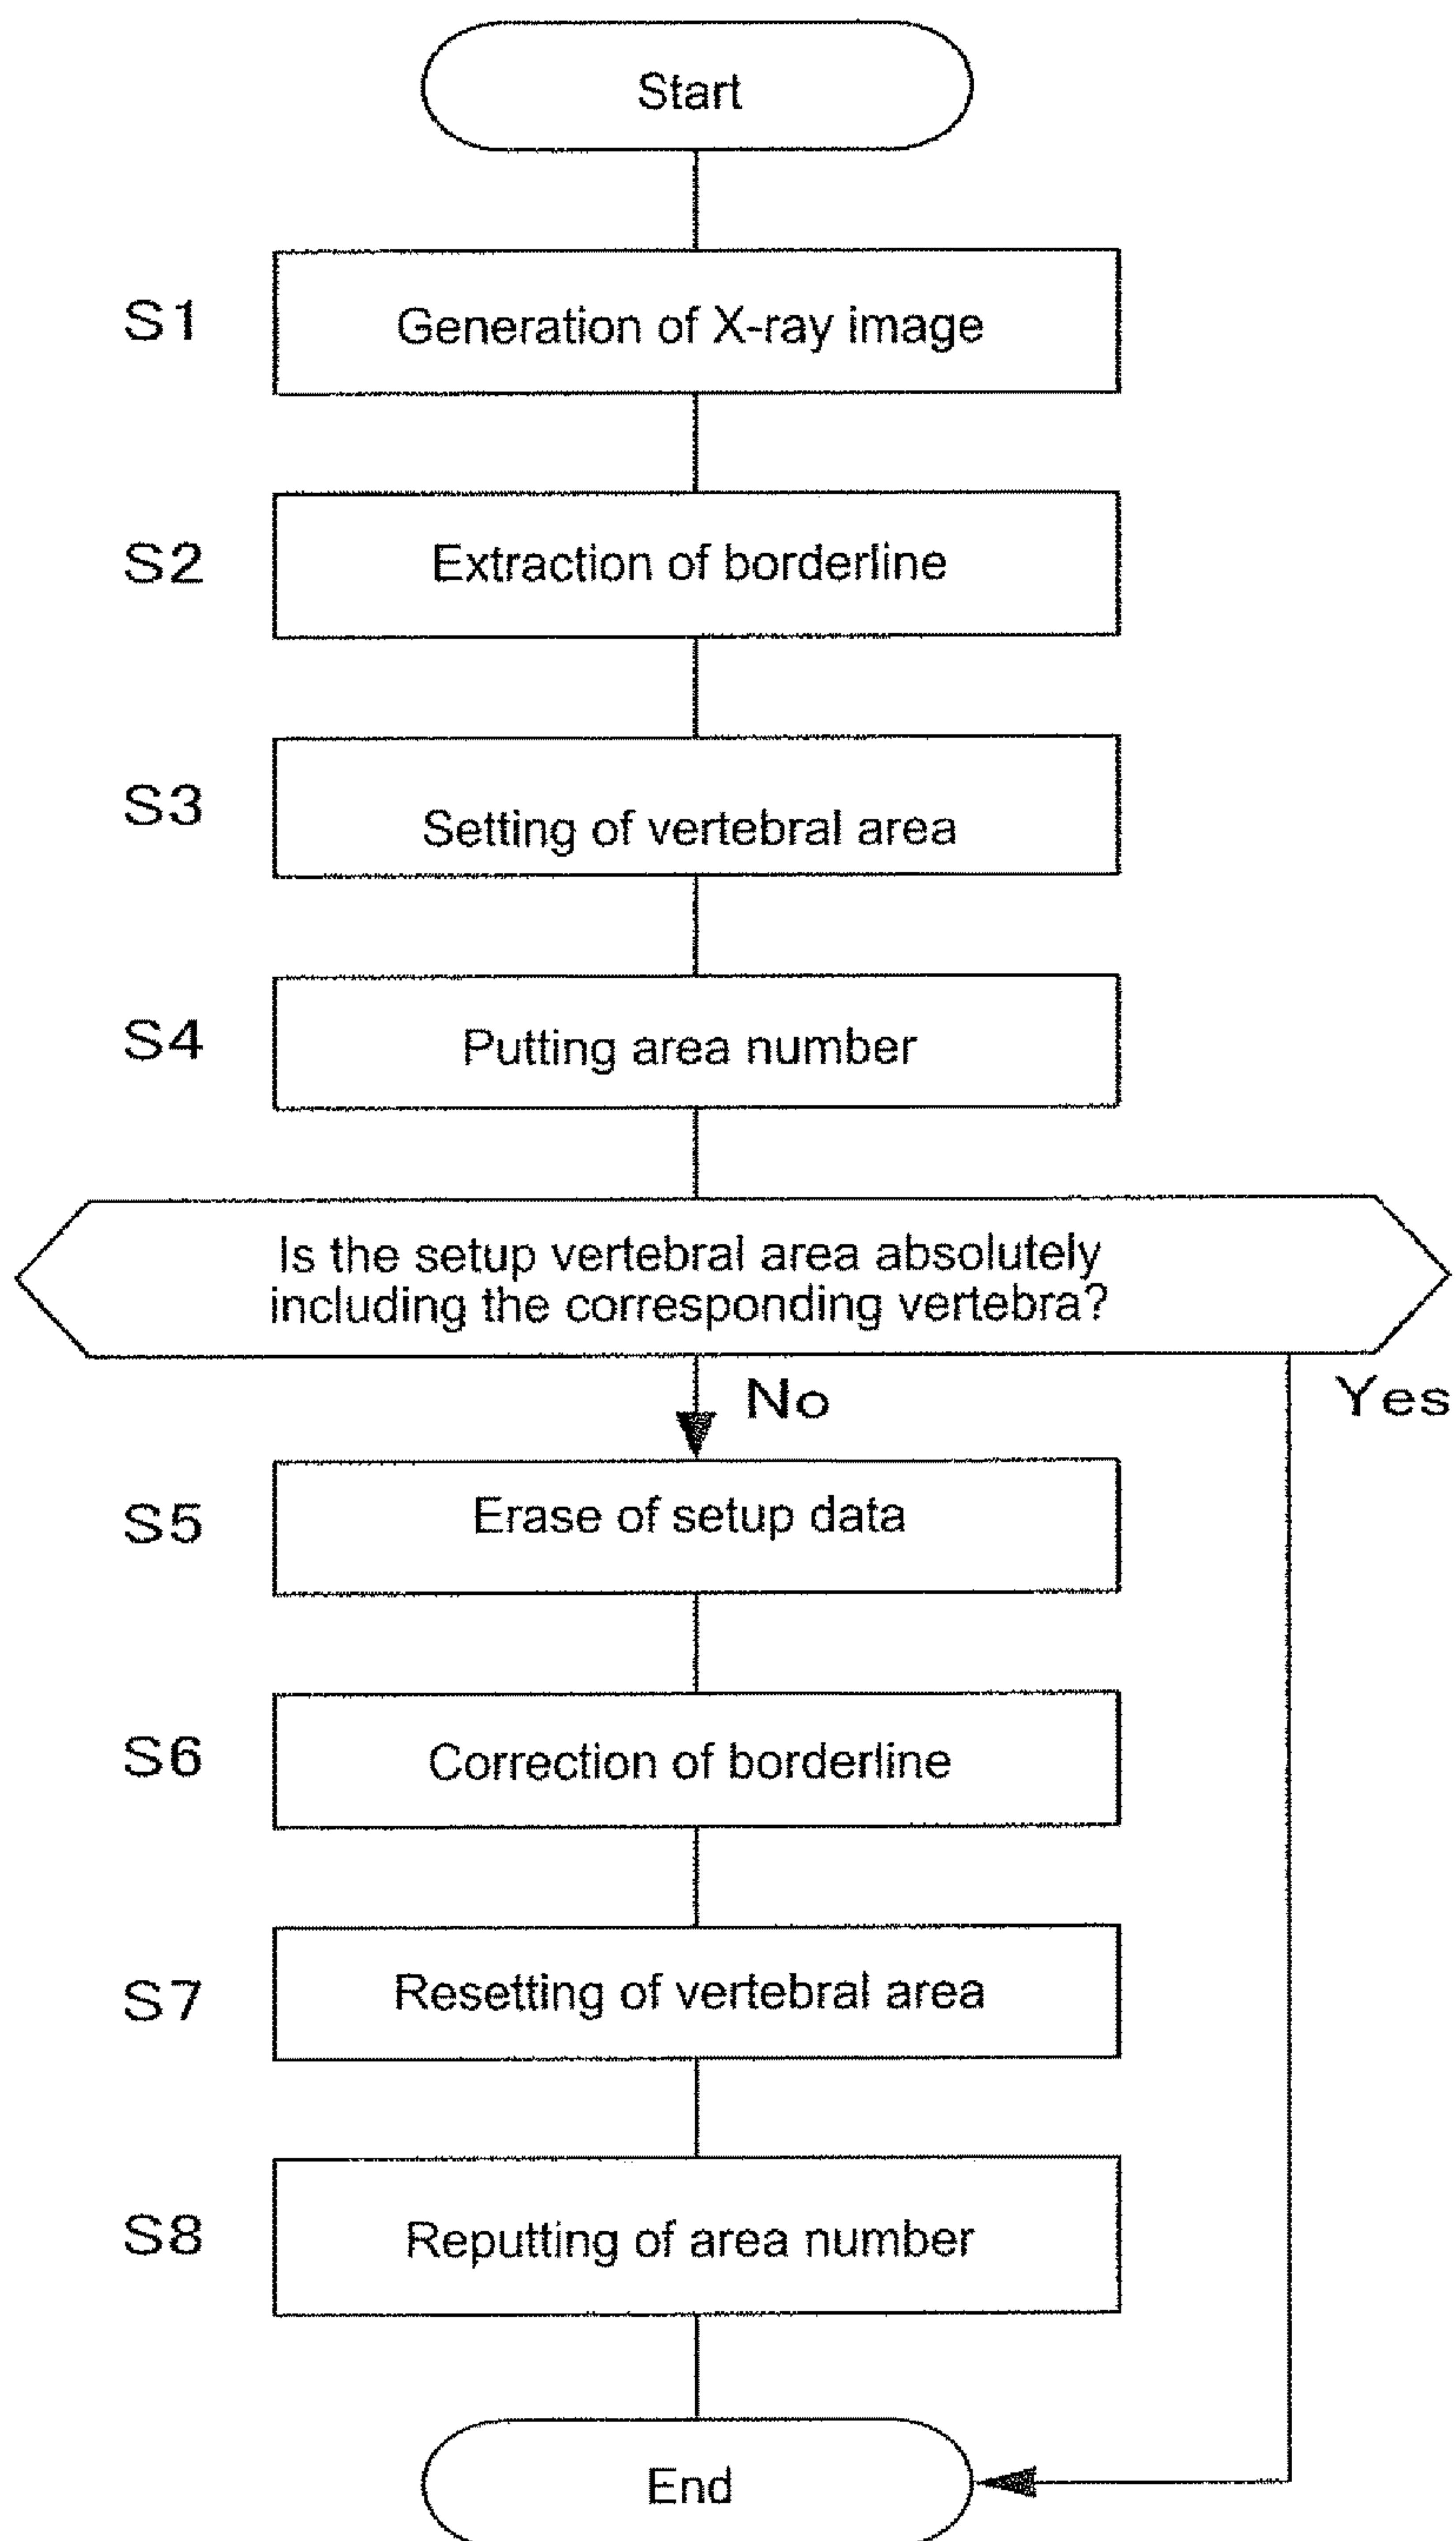 Start
S1
Generation of X-ray image
S2
Extraction of borderline
S3
Setting of vertebral area
S4
Putting area number
Is the setup vertebral area absolutely
including the corresponding vertebra?
No
Yes
S5
Erase of setup data
S6
Correction of borderline
S7
Resetting of vertebral area
S8
Reputting of area number
End